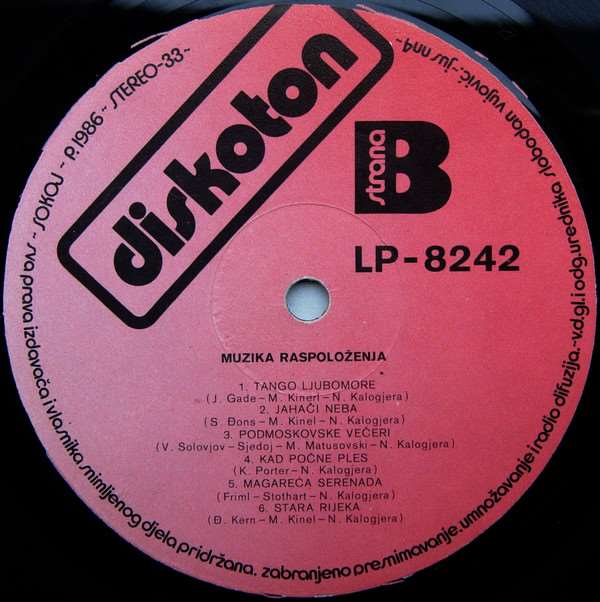 diskoton
strana B
LP-8242
MUZIKA RASPOLOŽENJA
1. TANGO LJUBOMORE
(J. Gade – M. Kinerl – N. Kalogjera)
2. JAHAČI NEBA
(S. Đons – M. Kinel – N. Kalogjera)
3. PODMOSKOVSKE VEČERI
(V. Solovjov – Sjedoj – M. Matusovski – N. Kalogjera)
4. KAD POČNE PLES
(K. Porter – N. Kalogjera)
5. MAGAREĆA SERENADA
(Friml – Stothart – N. Kalogjera)
6. STARA RIJEKA
(Đ. Kern – M. Kinel – N. Kalogjera)
STEREO-33 ~ p.1986 ~ SOKOJ ~ sva prava izdavača i vlasnika snimljenog djela pridržana. zabranjeno presnimavanje, umnožavanje i radio difuzija.~ v.d.gl.i odg.urednika slobodan vujović.~